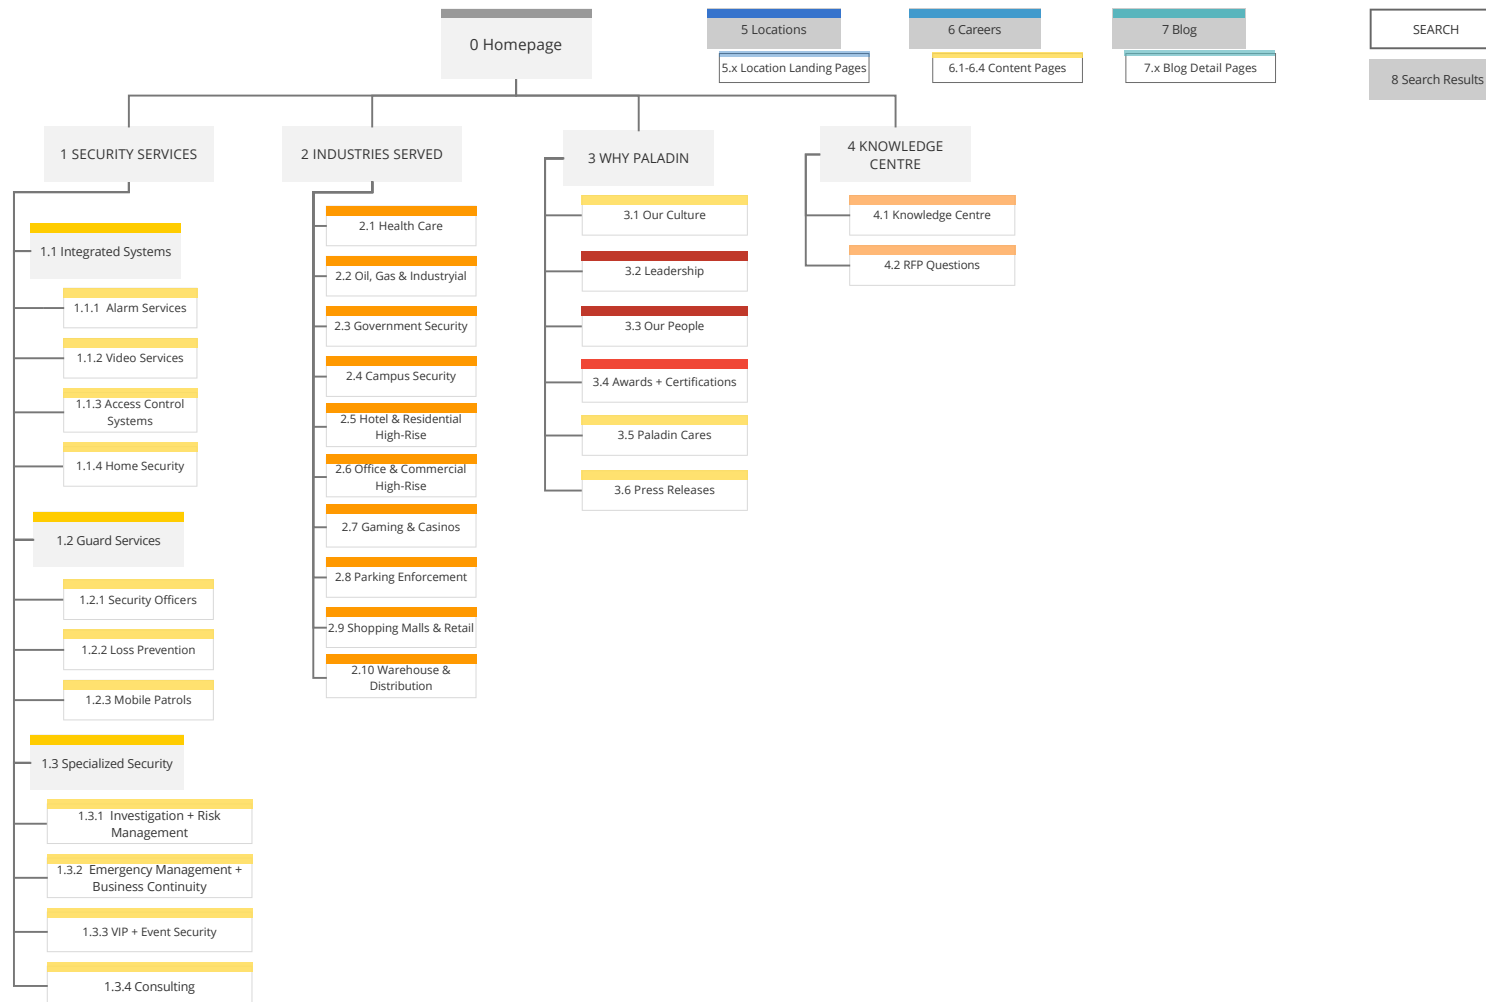 0 Homepage
5 Locations
5.x Location Landing Pages
6 Careers
6.1-6.4 Content Pages
7 Blog
7.x Blog Detail Pages
SEARCH
8 Search Results
1 SECURITY SERVICES
1.1 Integrated Systems
1.1.1 Alarm Services
1.1.2 Video Services
1.1.3 Access Control
Systems
1.1.4 Home Security
1.2 Guard Services
1.2.1 Security Officers
1.2.2 Loss Prevention
1.2.3 Mobile Patrols
1.3 Specialized Security
1.3.1 Investigation + Risk
Management
1.3.2 Emergency Management +
Business Continuity
1.3.3 VIP + Event Security
1.3.4 Consulting
2 INDUSTRIES SERVED
2.1 Health Care
2.2 Oil, Gas & Industryial
2.3 Government Security
2.4 Campus Security
2.5 Hotel & Residential
High-Rise
2.6 Office & Commercial
High-Rise
2.7 Gaming & Casinos
2.8 Parking Enforcement
2.9 Shopping Malls & Retail
2.10 Warehouse &
Distribution
3 WHY PALADIN
3.1 Our Culture
3.2 Leadership
3.3 Our People
3.4 Awards + Certifications
3.5 Paladin Cares
3.6 Press Releases
4 KNOWLEDGE
CENTRE
4.1 Knowledge Centre
4.2 RFP Questions